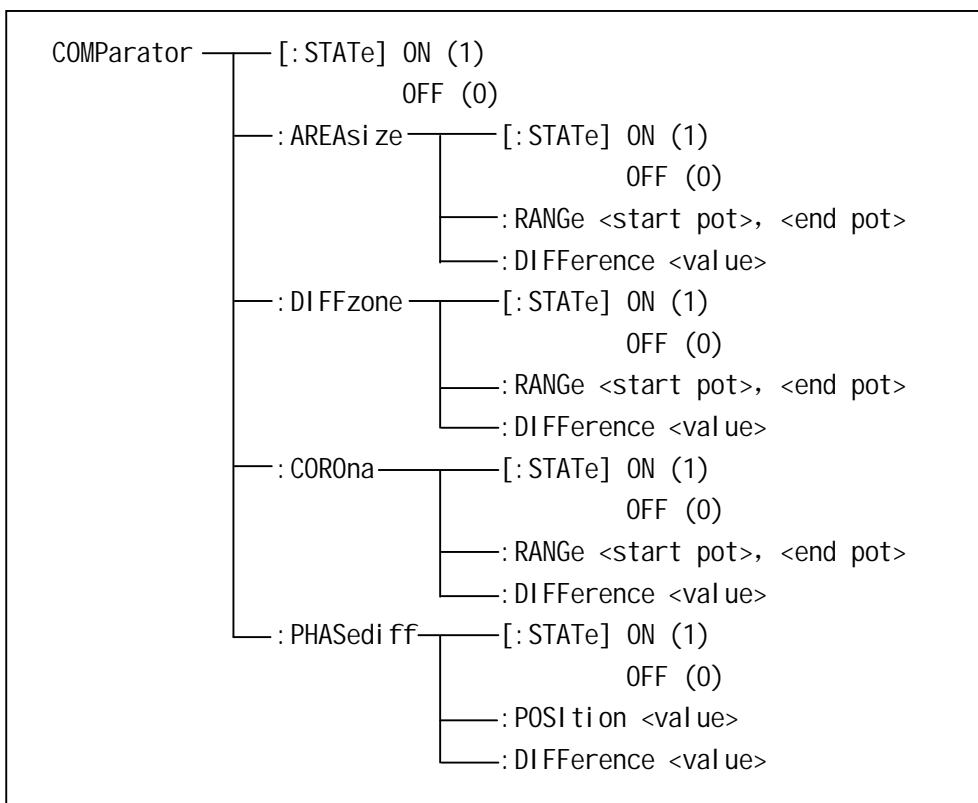 COMParator [:STATe] ON (1)
OFF (0)
:AREAsize [:STATe] ON (1)
OFF (0)
:RANGe <start pot>, <end pot>
:DIFFerence <value>
:DIFFzone [:STATe] ON (1)
OFF (0)
:RANGe <start pot>, <end pot>
:DIFFerence <value>
:COROna [:STATe] ON (1)
OFF (0)
:RANGe <start pot>, <end pot>
:DIFFerence <value>
:PHASediff [:STATe] ON (1)
OFF (0)
:POSItion <value>
:DIFFerence <value>